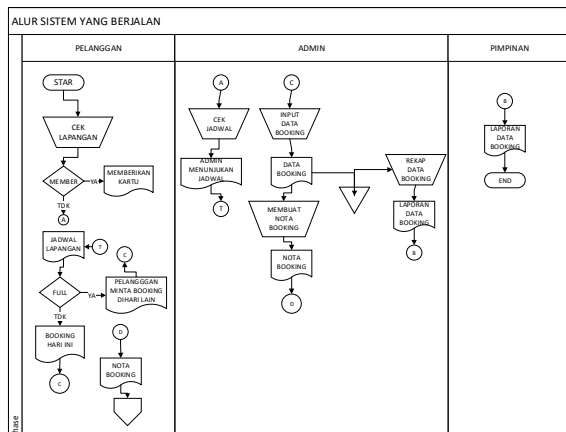 ALUR SISTEM YANG BERJALAN
PELANGGAN
ADMIN
PIMPINAN
STAR
CEK
LAPANGAN
MEMBER
YA
MEMBERIKAN
KARTU
TDK
A
JADWAL
LAPANGAN
T
FULL
YA
C
PELANGGGAN
MINTA BOOKING
DIHARI LAIN
TDK
BOOKING
HARI INI
C
D
NOTA
BOOKING
A
CEK
JADWAL
ADMIN
MENUNJUKAN
JADWAL
T
C
INPUT
DATA
BOOKING
DATA
BOOKING
MEMBUAT
NOTA
BOOKING
NOTA
BOOKING
D
REKAP
DATA
BOOKING
LAPORAN
DATA
BOOKING
B
B
LAPORAN
DATA
BOOKING
END
hase